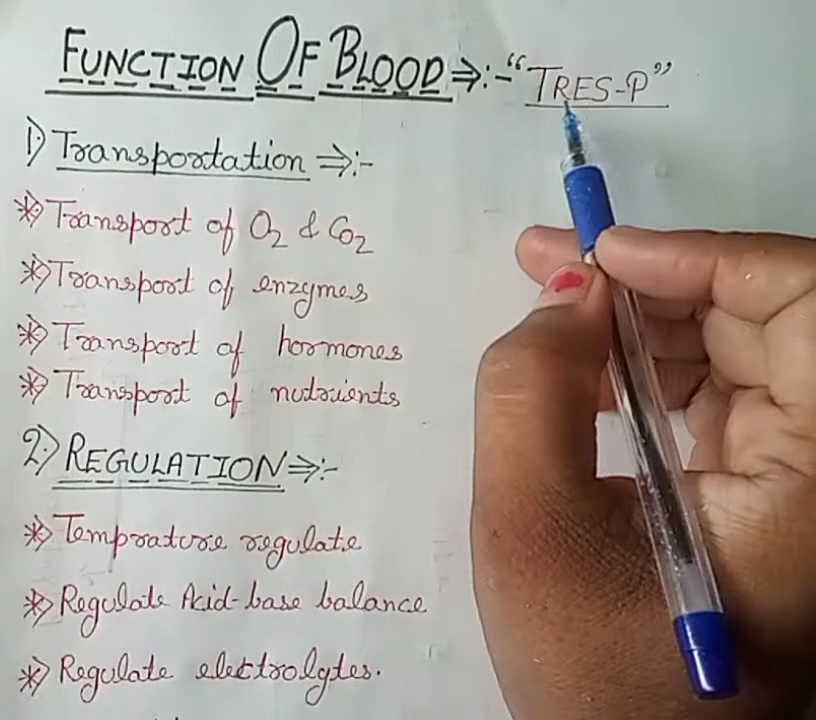 FUNCTION OF BLOOD ⇒:- "TRES-P"
1) Transportation ⇒:-
* Transport of O2 & CO2
* Transport of enzymes
* Transport of hormones
* Transport of nutrients
2) REGULATION ⇒:-
* Temprature regulate
* Regulate Acid-base balance
* Regulate electrolytes.